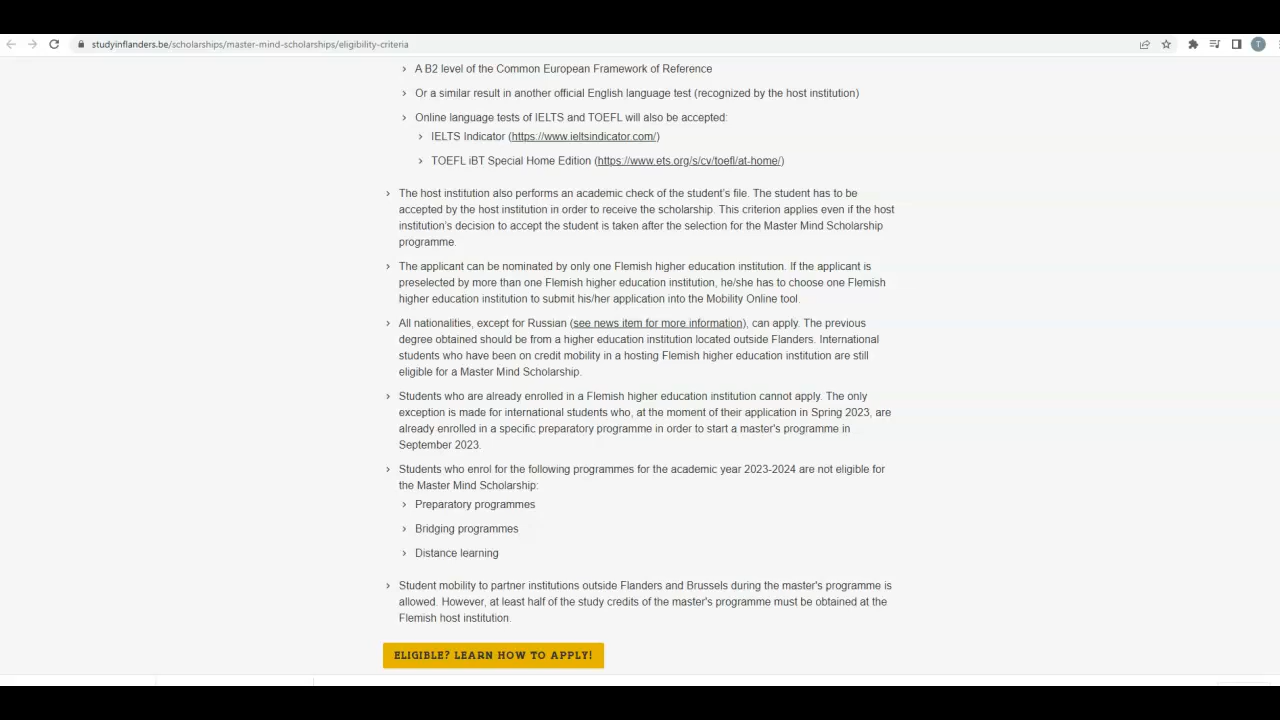 studyinflanders.be/scholarships/master-mind-scholarships/eligibility-criteria
T
A B2 level of the Common European Framework of Reference
Or a similar result in another official English language test (recognized by the host institution)
Online language tests of IELTS and TOEFL will also be accepted:
IELTS Indicator (https://www.ieltsindicator.com/)
TOEFL iBT Special Home Edition (https://www.ets.org/s/cv/toefl/at-home/)
The host institution also performs an academic check of the student's file. The student has to be
accepted by the host institution in order to receive the scholarship. This criterion applies even if the host
institution's decision to accept the student is taken after the selection for the Master Mind Scholarship
programme.
The applicant can be nominated by only one Flemish higher education institution. If the applicant is
preselected by more than one Flemish higher education institution, he/she has to choose one Flemish
higher education institution to submit his/her application into the Mobility Online tool.
All nationalities, except for Russian (see news item for more information), can apply. The previous
degree obtained should be from a higher education institution located outside Flanders. International
students who have been on credit mobility in a hosting Flemish higher education institution are still
eligible for a Master Mind Scholarship.
Students who are already enrolled in a Flemish higher education institution cannot apply. The only
exception is made for international students who, at the moment of their application in Spring 2023, are
already enrolled in a specific preparatory programme in order to start a master's programme in
September 2023.
Students who enrol for the following programmes for the academic year 2023-2024 are not eligible for
the Master Mind Scholarship:
Preparatory programmes
Bridging programmes
Distance learning
Student mobility to partner institutions outside Flanders and Brussels during the master's programme is
allowed. However, at least half of the study credits of the master's programme must be obtained at the
Flemish host institution.
ELIGIBLE? LEARN HOW TO APPLY!